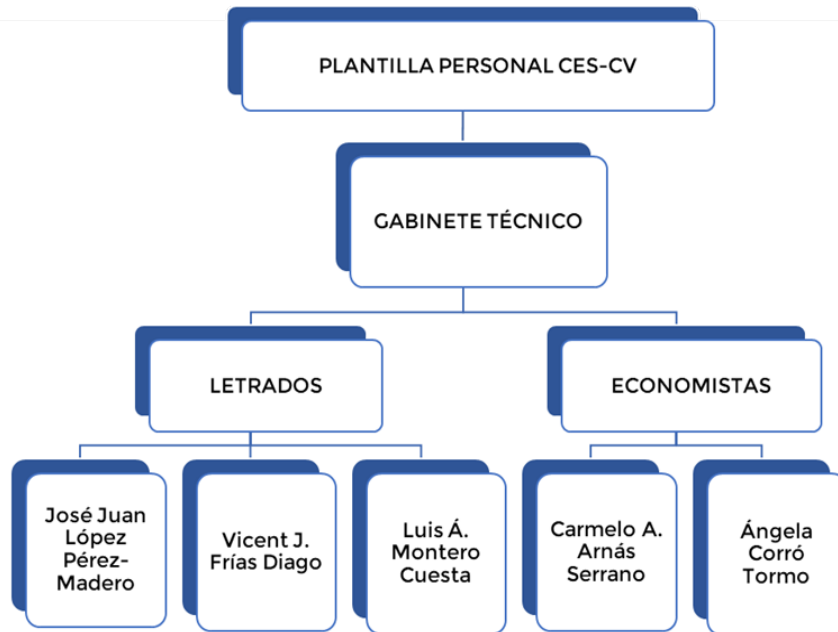 PLANTILLA PERSONAL CES-CV
GABINETE TÉCNICO
LETRADOS
ECONOMISTAS
José Juan
López
Pérez-
Madero
Vicent J.
Frías Diago
Luis Á.
Montero
Cuesta
Carmelo A.
Arnás
Serrano
Ángela
Corró
Tormo